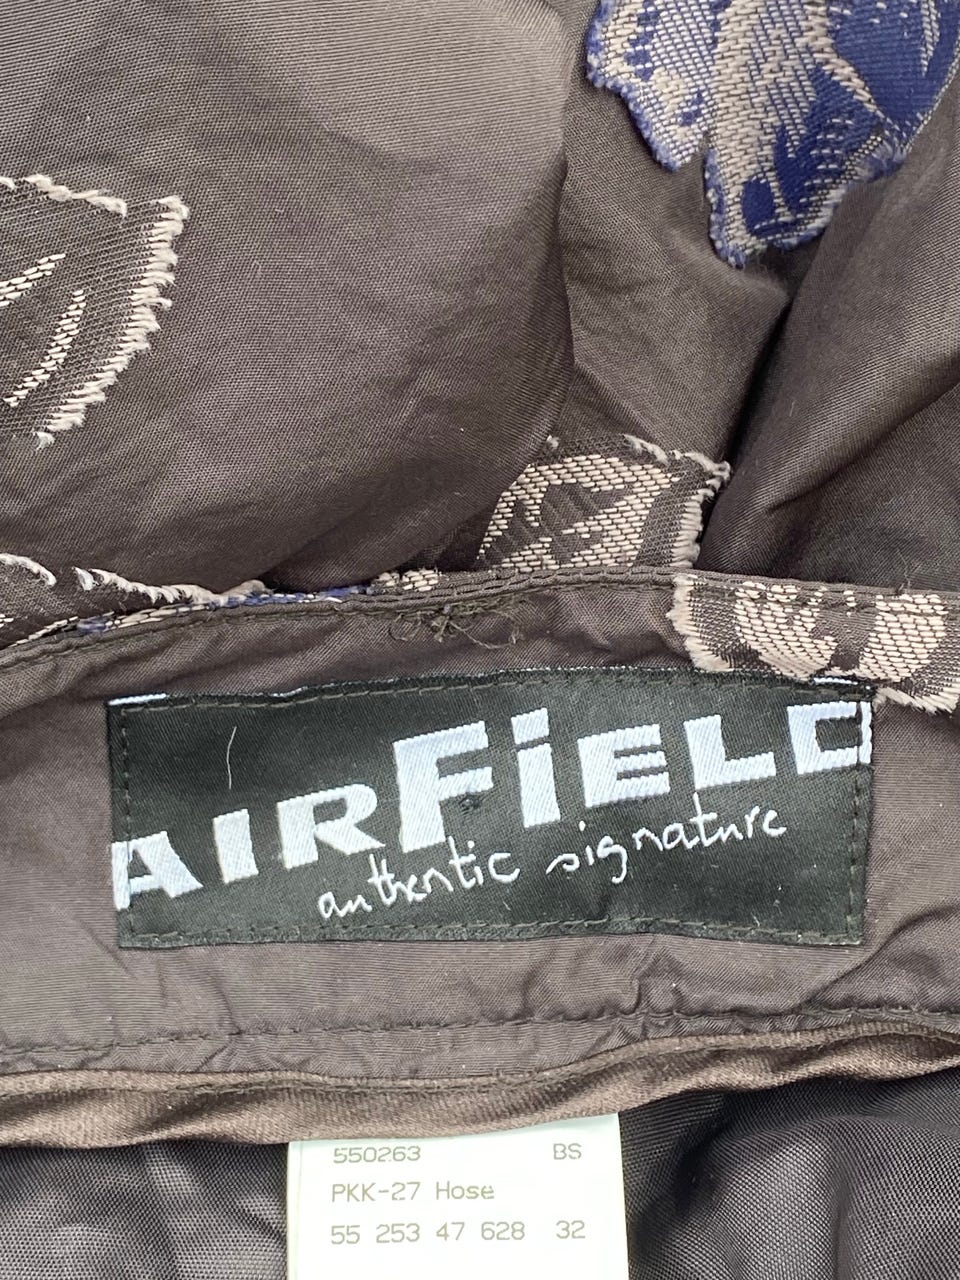 AIRFiELD
authentic signature
550263 BS
PKK-27 Hose
55 253 47 628 32